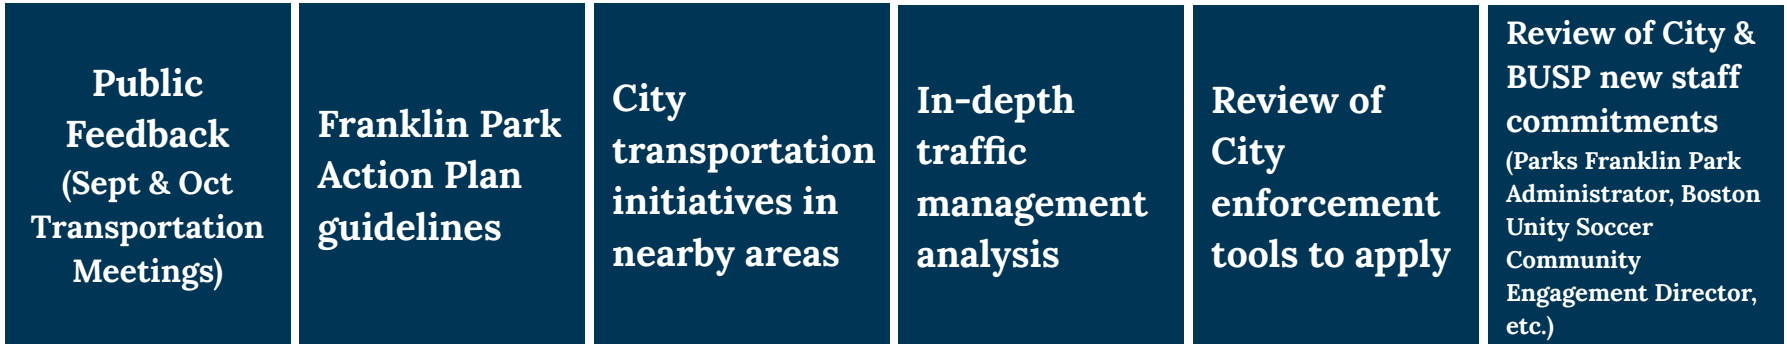 Public
Feedback
(Sept & Oct
Transportation
Meetings)
Franklin Park
Action Plan
guidelines
City
transportation
initiatives in
nearby areas
In-depth
traffic
management
analysis
Review of
City
enforcement
tools to apply
Review of City &
BUSP new staff
commitments
(Parks Franklin Park
Administrator, Boston
Unity Soccer
Community
Engagement Director,
etc.)